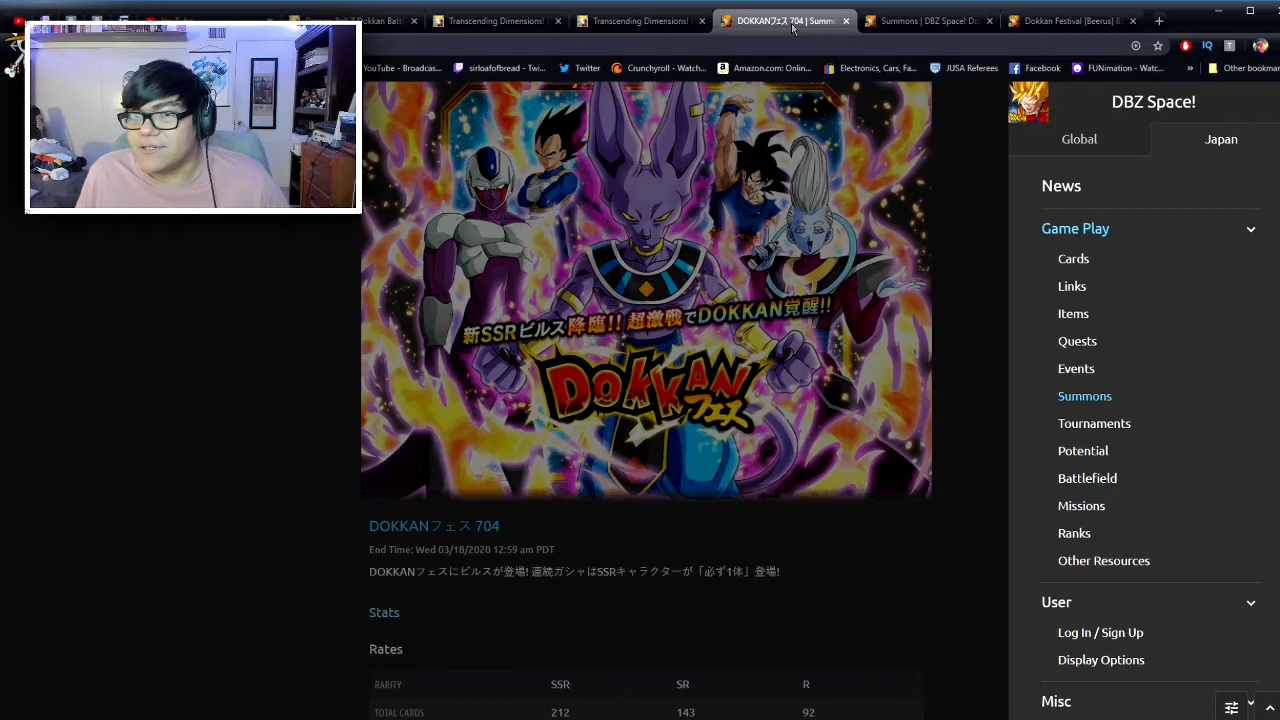 YouTube
Dragon Ball Z Dokkan Batt
Transcending Dimensions!
Transcending Dimensions!
DOKKANフェス 704 | Summo
Summons | DBZ Space! Do
Dokkan Festival [Beerus] &
YouTube - Broadcas...
sirloafofbread - Twi...
Twitter
Crunchyroll - Watch...
Amazon.com: Onlin...
Electronics, Cars, Fa...
JUSA Referees
Facebook
FUNimation - Watc...
»
Other bookmar
新SSRビルス降臨!! 超激戦でDOKKAN覚醒!!
DOKKAN
フェス
DOKKANフェス 704
End Time: Wed 03/18/2020 12:59 am PDT
DOKKANフェスにビルスが登場! 連続ガシャはSSRキャラクターが「必ず1体」登場!
Stats
Rates
RARITY SSR SR R
TOTAL CARDS 212 143 92
DBZ Space!
Global Japan
News
Game Play
Cards
Links
Items
Quests
Events
Summons
Tournaments
Potential
Battlefield
Missions
Ranks
Other Resources
User
Log In / Sign Up
Display Options
Misc